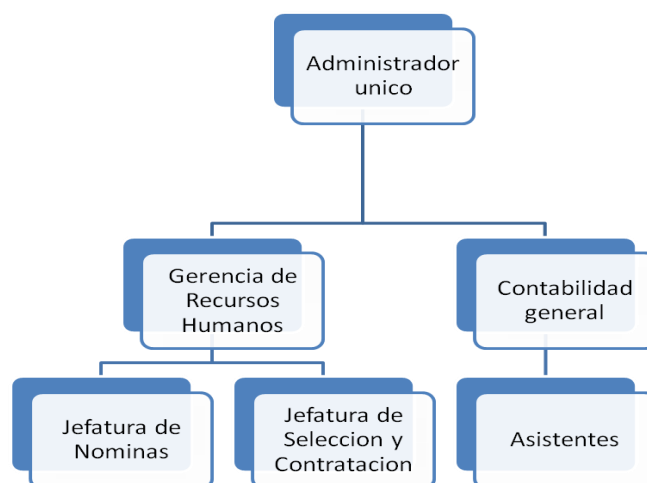 Administrador
unico
Gerencia de
Recursos
Humanos
Contabilidad
general
Jefatura de
Nominas
Jefatura de
Seleccion y
Contratacion
Asistentes